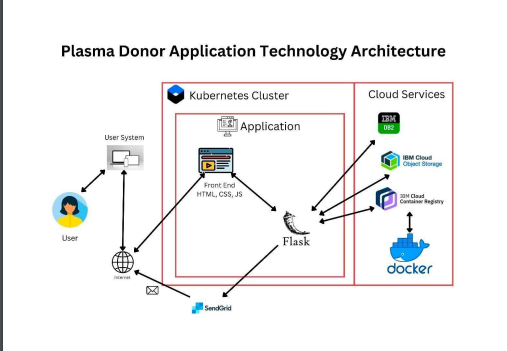 Plasma Donor Application Technology Architecture
Kubernetes Cluster
Cloud Services
Application
IBM
DB2
User System
IBM Cloud
Object Storage
Front End
HTML, CSS, JS
IBM Cloud
Container Registry
User
Flask
docker
Internet
SendGrid